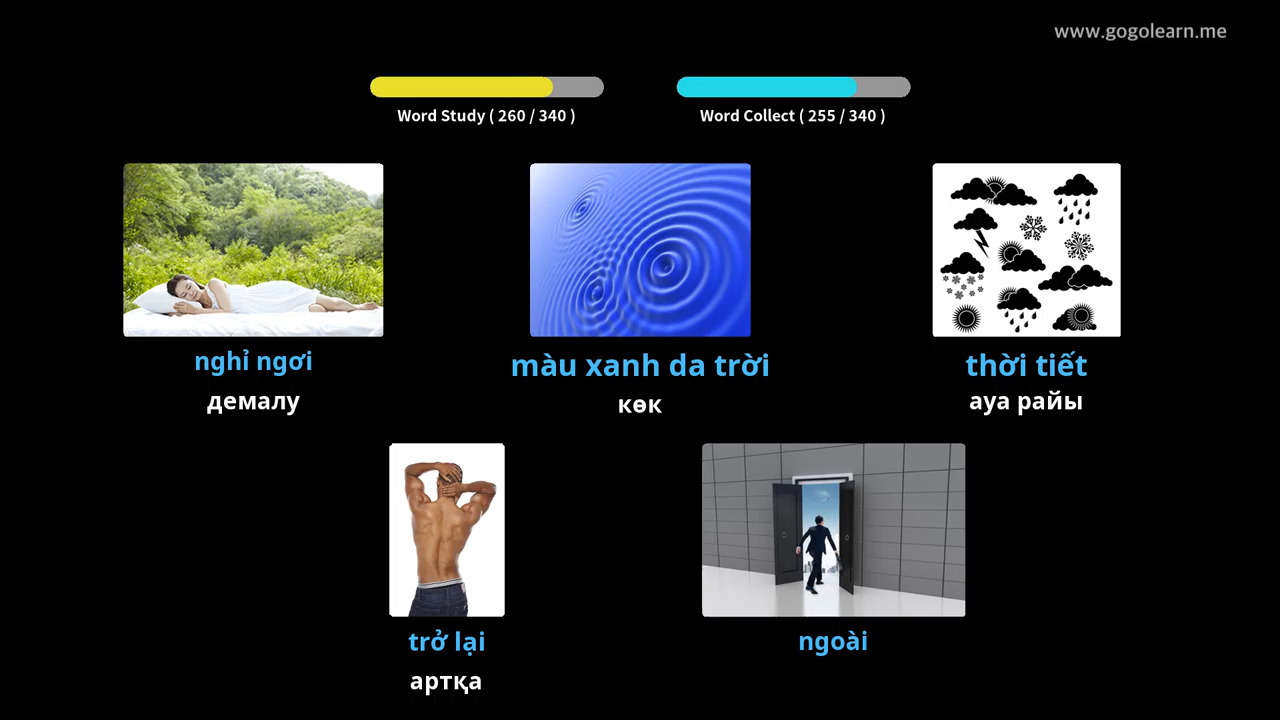 www.gogolearn.me
Word Study ( 260 / 340 )
Word Collect ( 255 / 340 )
nghỉ ngơi
màu xanh da trời
thời tiết
демалу
көк
ауа райы
trở lại
ngoài
артқа